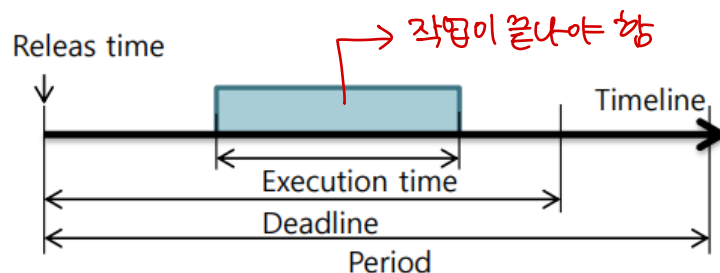 작업이 끝나야 함
Releas time
Timeline
Execution time
Deadline
Period